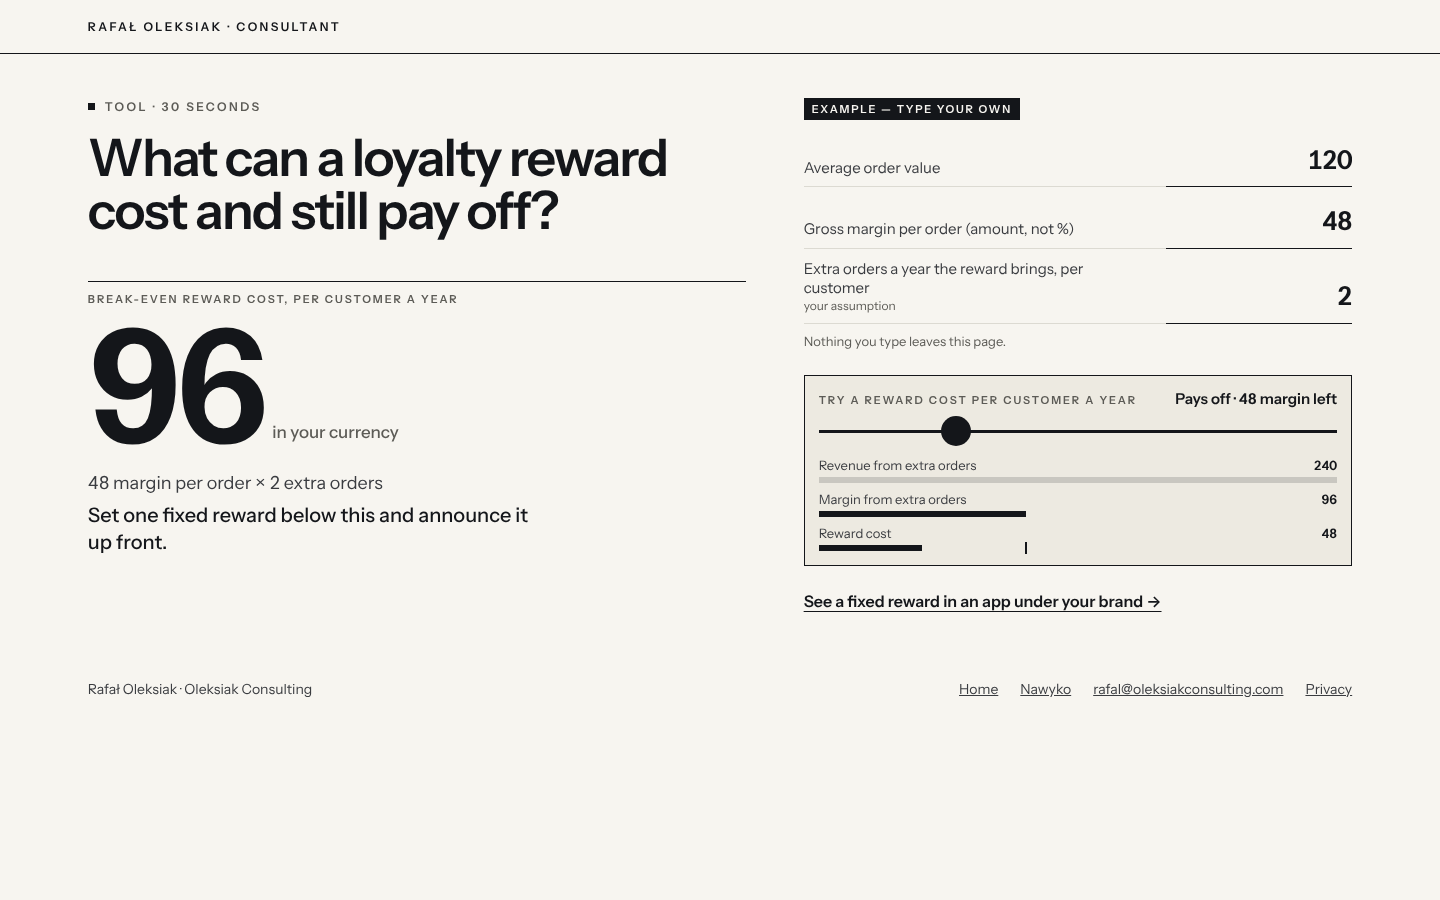 RAFAŁ OLEKSIAK · CONSULTANT
TOOL · 30 SECONDS
What can a loyalty reward
cost and still pay off?
BREAK-EVEN REWARD COST, PER CUSTOMER A YEAR
96 in your currency
48 margin per order × 2 extra orders
Set one fixed reward below this and announce it
up front.
EXAMPLE — TYPE YOUR OWN
Average order value 120
Gross margin per order (amount, not %) 48
Extra orders a year the reward brings, per
customer
your assumption 2
Nothing you type leaves this page.
TRY A REWARD COST PER CUSTOMER A YEAR Pays off · 48 margin left
Revenue from extra orders 240
Margin from extra orders 96
Reward cost 48
See a fixed reward in an app under your brand →
Rafał Oleksiak · Oleksiak Consulting
Home Nawyko rafal@oleksiakconsulting.com Privacy